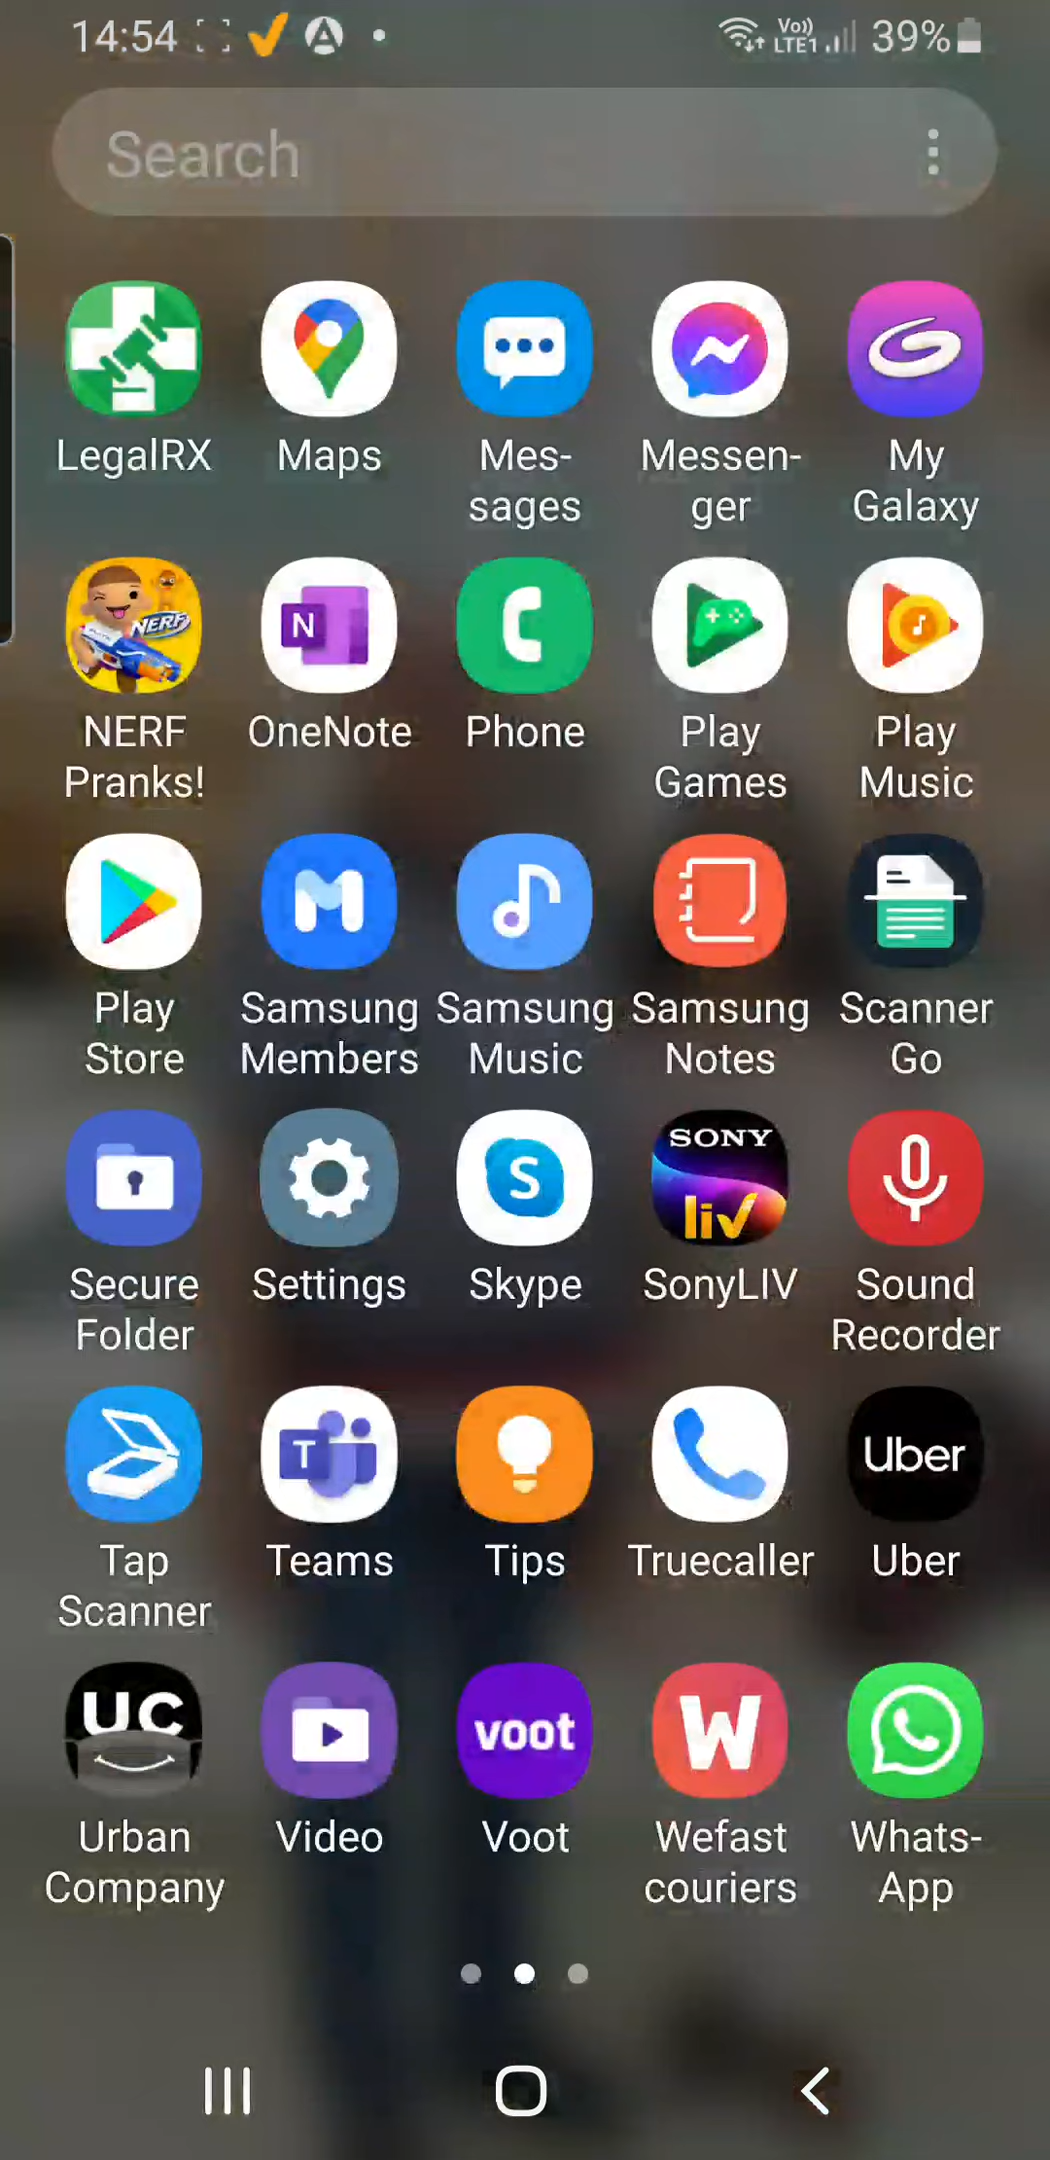 14:54 Vo)) LTE1 39%
Search
LegalRX Maps Mes- Messen- My
sages ger Galaxy
NERF N
NERF OneNote Phone Play Play
Pranks! Games Music
Play Samsung Samsung Samsung Scanner
Store Members Music Notes Go
S SONY
liv
Secure Settings Skype SonyLIV Sound
Folder Recorder
T Uber
Tap Teams Tips Truecaller Uber
Scanner
UC voot W
Urban Video Voot Wefast Whats-
Company couriers App